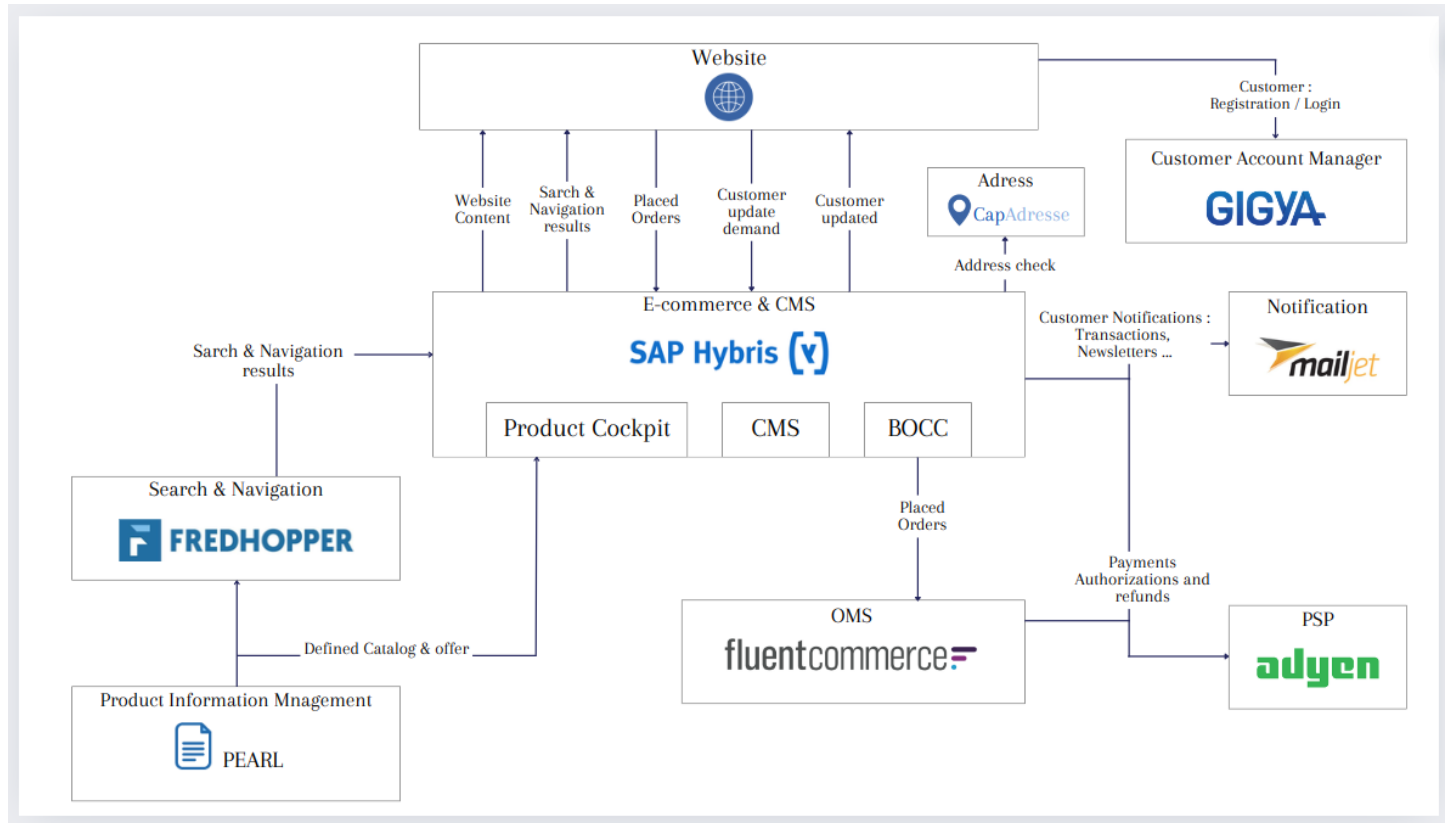 Website
Customer :
Registration / Login
Customer Account Manager
GIGYA
Website
Content
Sarch &
Navigation
results
Placed
Orders
Customer
update
demand
Customer
updated
Adress
CapAdresse
Address check
E-commerce & CMS
SAP Hybris (Y)
Product Cockpit
CMS
BOCC
Customer Notifications :
Transactions,
Newsletters ...
Notification
mailjet
Sarch & Navigation
results
Search & Navigation
FREDHOPPER
Placed
Orders
Payments
Authorizations and
refunds
OMS
fluentcommerce
PSP
adyen
Defined Catalog & offer
Product Information Mnagement
PEARL